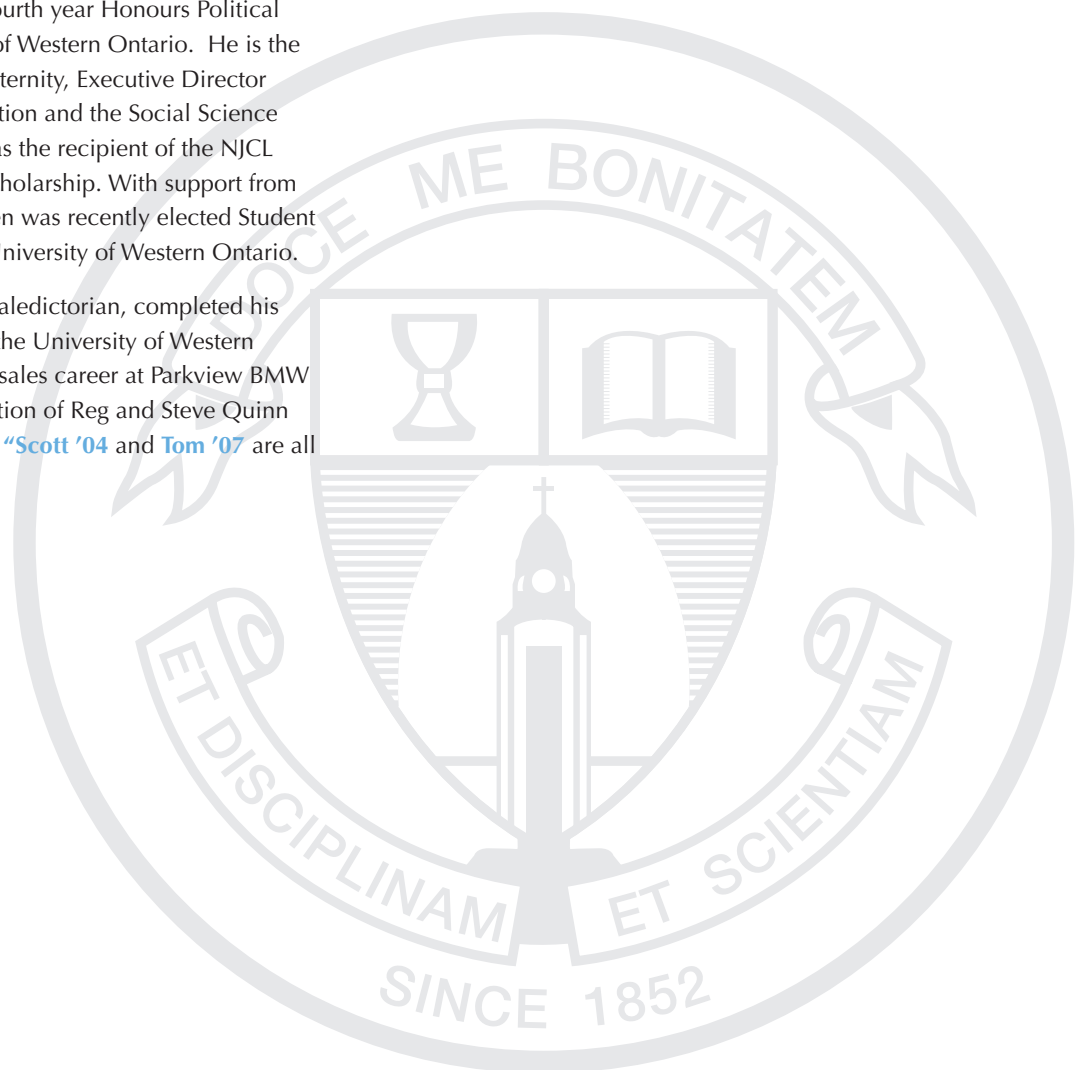 ourth year Honours Political
of Western Ontario. He is the
ternity, Executive Director
tion and the Social Science
as the recipient of the NJCL
holarship. With support from
en was recently elected Student
University of Western Ontario.
aledictorian, completed his
he University of Western
sales career at Parkview BMW
tion of Reg and Steve Quinn
“Scott ’04 and Tom ’07 are all
DOCE ME BONITATEM
ET DISCIPLINAM ET SCIENTIAM
SINCE 1852